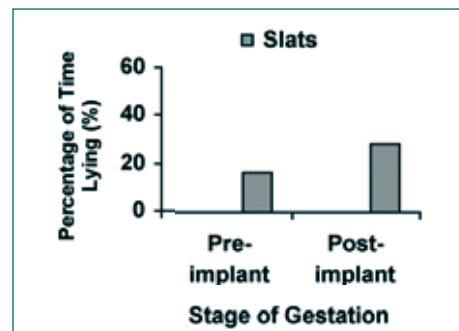 Slats
Percentage of Time
Lying (%)
60
40
20
0
Pre-
implant
Post-
implant
Stage of Gestation